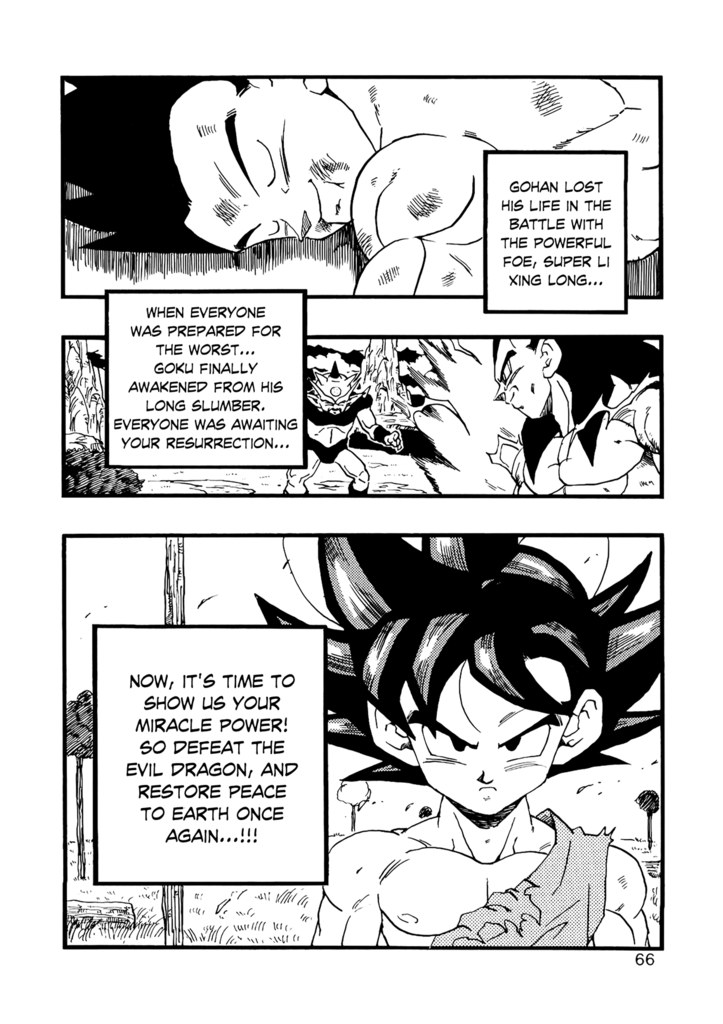 GOHAN LOST
HIS LIFE IN THE
BATTLE WITH
THE POWERFUL
FOE, SUPER LI
XING LONG...
WHEN EVERYONE
WAS PREPARED FOR
THE WORST...
GOKU FINALLY
AWAKENED FROM HIS
LONG SLUMBER.
EVERYONE WAS AWAITING
YOUR RESURRECTION...
NOW, IT'S TIME TO
SHOW US YOUR
MIRACLE POWER!
SO DEFEAT THE
EVIL DRAGON, AND
RESTORE PEACE
TO EARTH ONCE
AGAIN...!!!
66